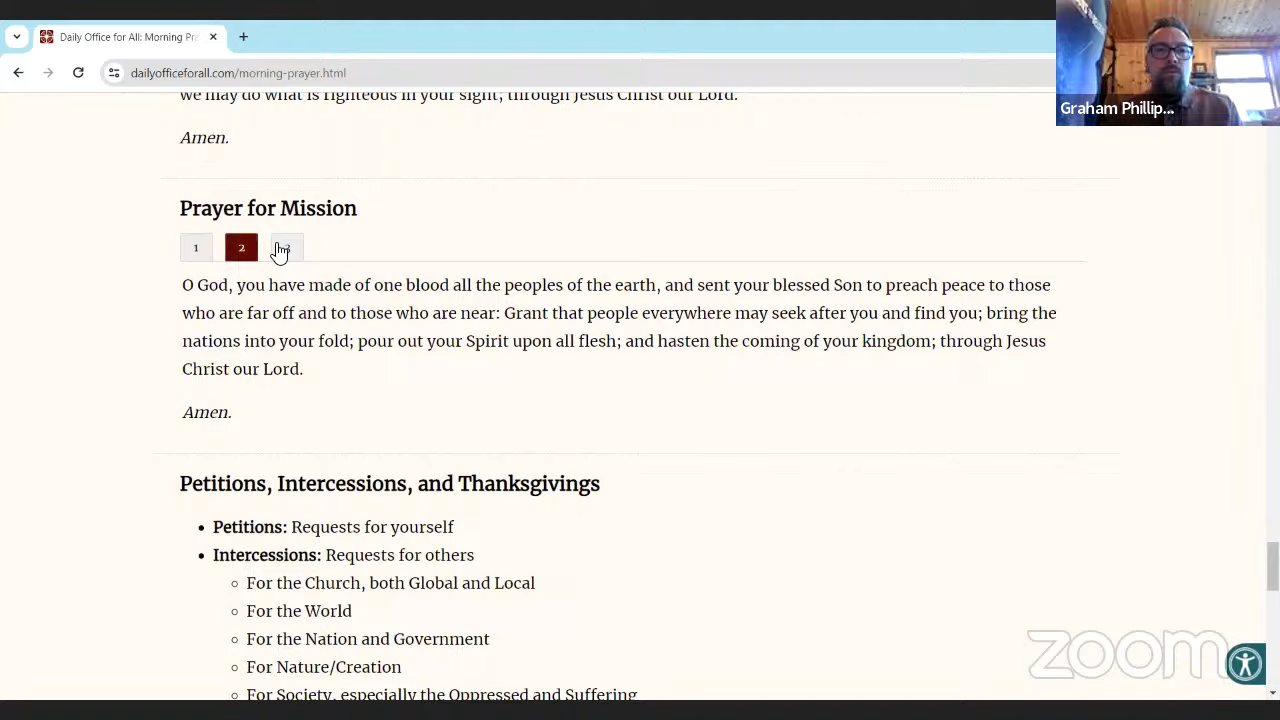 Daily Office for All: Morning Pra
dailyofficeforall.com/morning-prayer.html
Graham Phillip...
we may do what is righteous in your sight; through Jesus Christ our Lord.
Amen.
Prayer for Mission
1 2 3
O God, you have made of one blood all the peoples of the earth, and sent your blessed Son to preach peace to those
who are far off and to those who are near: Grant that people everywhere may seek after you and find you; bring the
nations into your fold; pour out your Spirit upon all flesh; and hasten the coming of your kingdom; through Jesus
Christ our Lord.
Amen.
Petitions, Intercessions, and Thanksgivings
Petitions: Requests for yourself
Intercessions: Requests for others
For the Church, both Global and Local
For the World
For the Nation and Government
For Nature/Creation
For Society, especially the Oppressed and Suffering
zoom